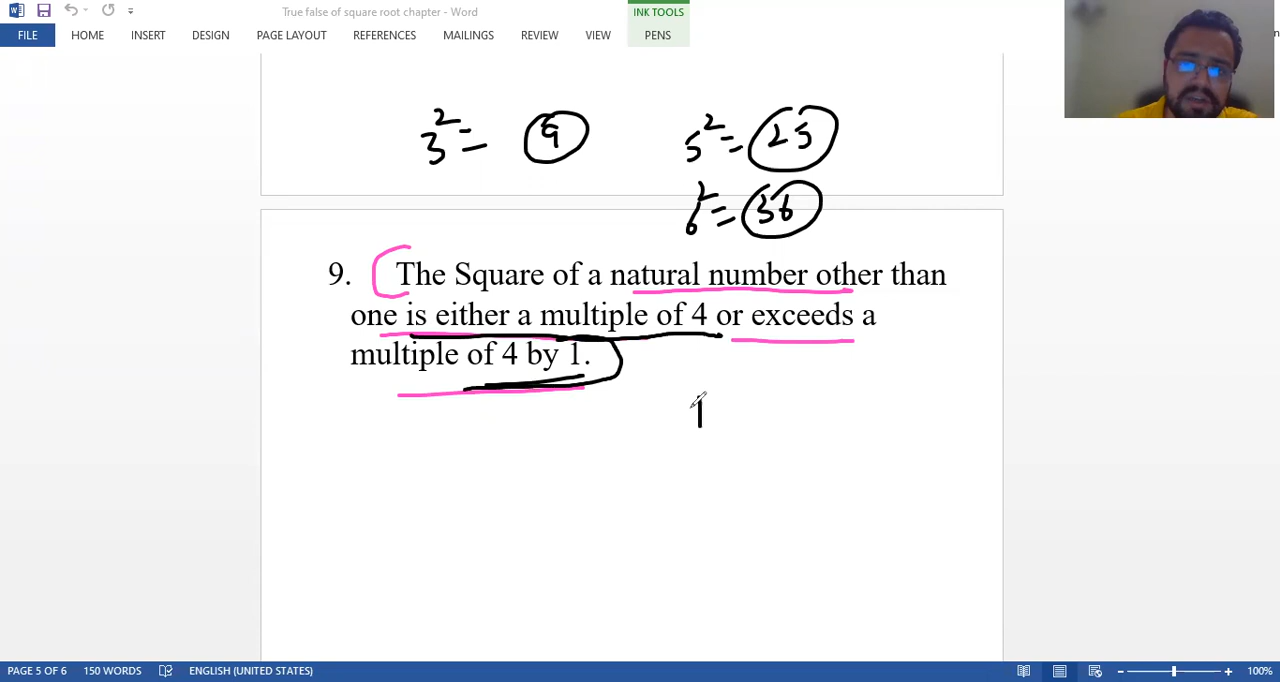 True false of square root chapter - Word
INK TOOLS
FILE HOME INSERT DESIGN PAGE LAYOUT REFERENCES MAILINGS REVIEW VIEW PENS
3²= 9 5²= 25
6²= 36
9. The Square of a natural number other than
one is either a multiple of 4 or exceeds a
multiple of 4 by 1.
1
PAGE 5 OF 6 150 WORDS ENGLISH (UNITED STATES) 100%